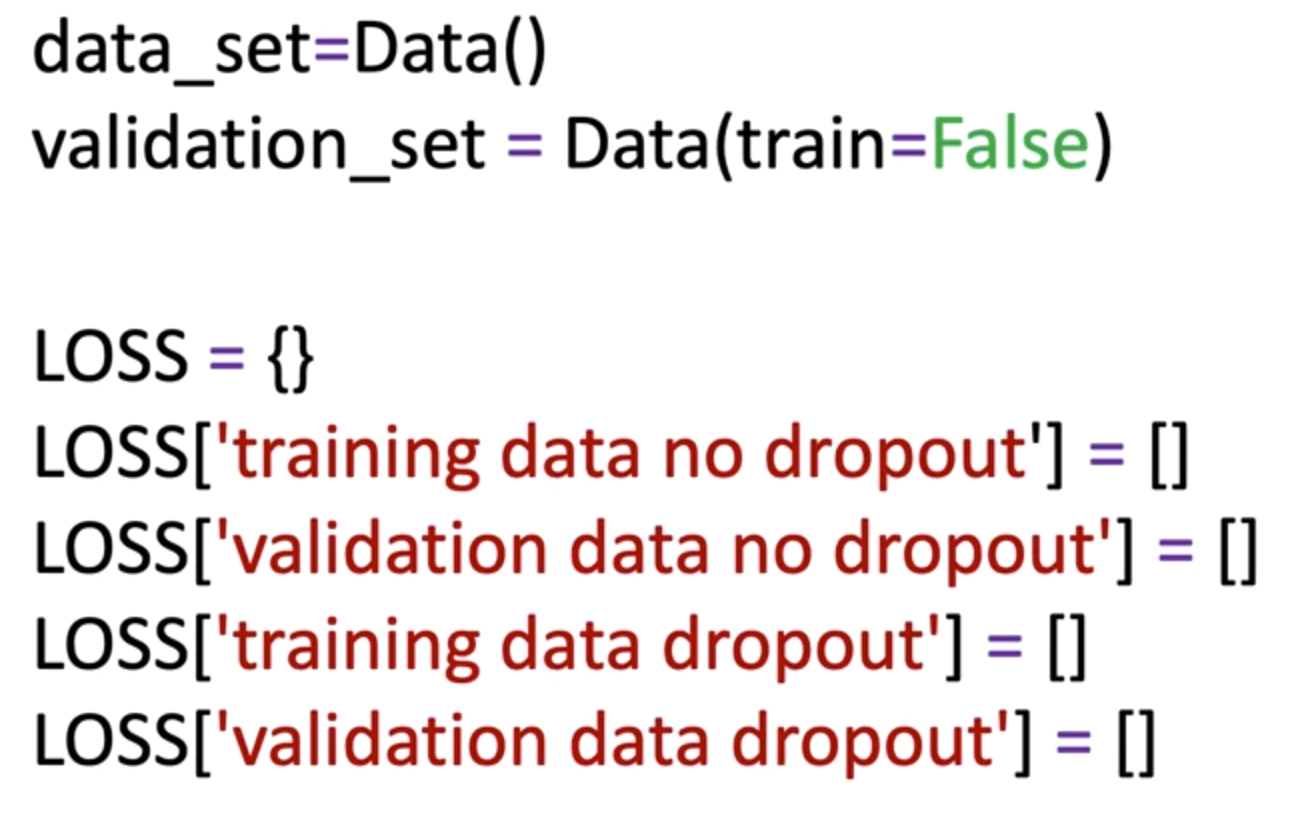 data_set=Data()
validation_set = Data(train=False)
LOSS = {}
LOSS['training data no dropout'] = []
LOSS['validation data no dropout'] = []
LOSS['training data dropout'] = []
LOSS['validation data dropout'] = []